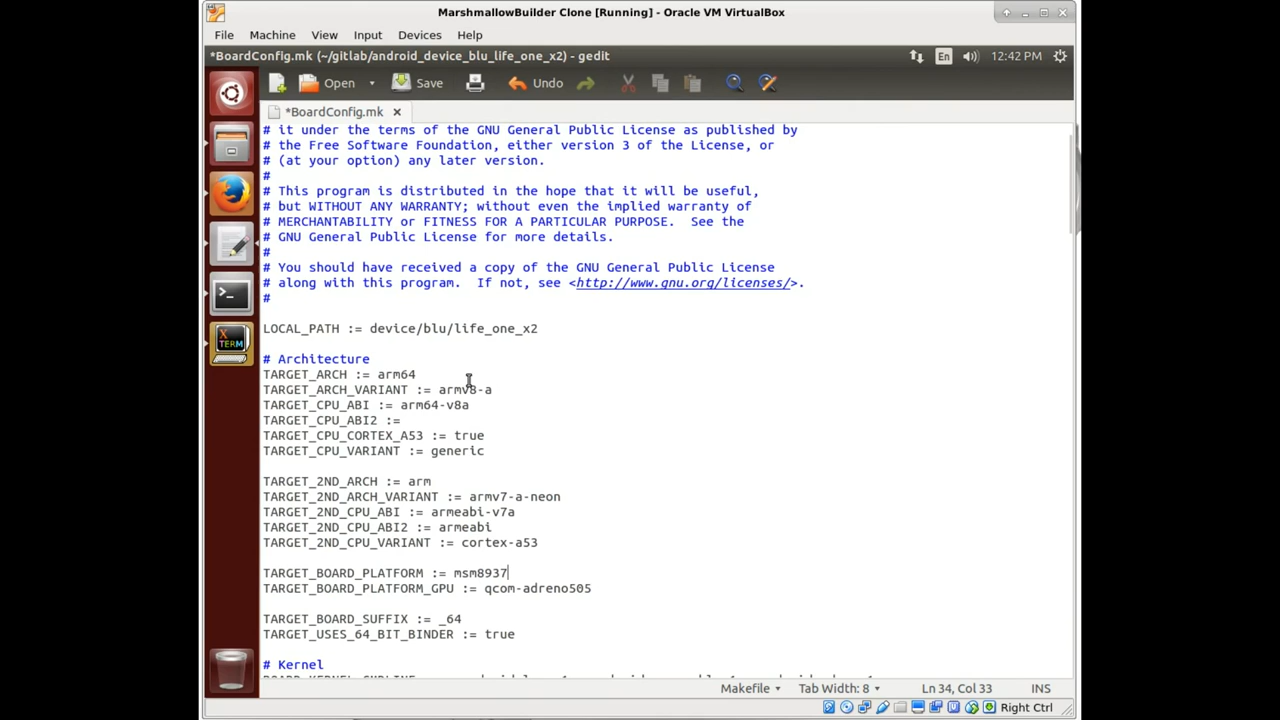 MarshmallowBuilder Clone [Running] - Oracle VM VirtualBox
File Machine View Input Devices Help
*BoardConfig.mk (~/gitlab/android_device_blu_life_one_x2) - gedit En 12:42 PM
Open Save Undo
*BoardConfig.mk
# it under the terms of the GNU General Public License as published by
# the Free Software Foundation, either version 3 of the License, or
# (at your option) any later version.
#
# This program is distributed in the hope that it will be useful,
# but WITHOUT ANY WARRANTY; without even the implied warranty of
# MERCHANTABILITY or FITNESS FOR A PARTICULAR PURPOSE.  See the
# GNU General Public License for more details.
#
# You should have received a copy of the GNU General Public License
# along with this program.  If not, see <http://www.gnu.org/licenses/>.
#
LOCAL_PATH := device/blu/life_one_x2
# Architecture
TARGET_ARCH := arm64
TARGET_ARCH_VARIANT := armv8-a
TARGET_CPU_ABI := arm64-v8a
TARGET_CPU_ABI2 :=
TARGET_CPU_CORTEX_A53 := true
TARGET_CPU_VARIANT := generic
TARGET_2ND_ARCH := arm
TARGET_2ND_ARCH_VARIANT := armv7-a-neon
TARGET_2ND_CPU_ABI := armeabi-v7a
TARGET_2ND_CPU_ABI2 := armeabi
TARGET_2ND_CPU_VARIANT := cortex-a53
TARGET_BOARD_PLATFORM := msm8937
TARGET_BOARD_PLATFORM_GPU := qcom-adreno505
TARGET_BOARD_SUFFIX := _64
TARGET_USES_64_BIT_BINDER := true
# Kernel
Makefile Tab Width: 8 Ln 34, Col 33 INS
Right Ctrl
X TERM